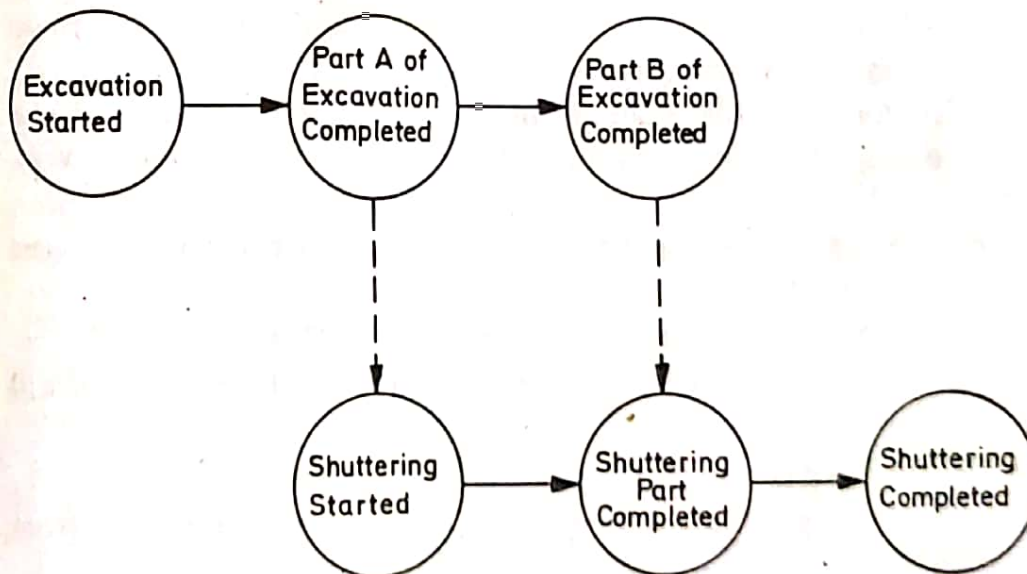 Excavation
Started
Part A of
Excavation
Completed
Part B of
Excavation
Completed
Shuttering
Started
Shuttering
Part
Completed
Shuttering
Completed